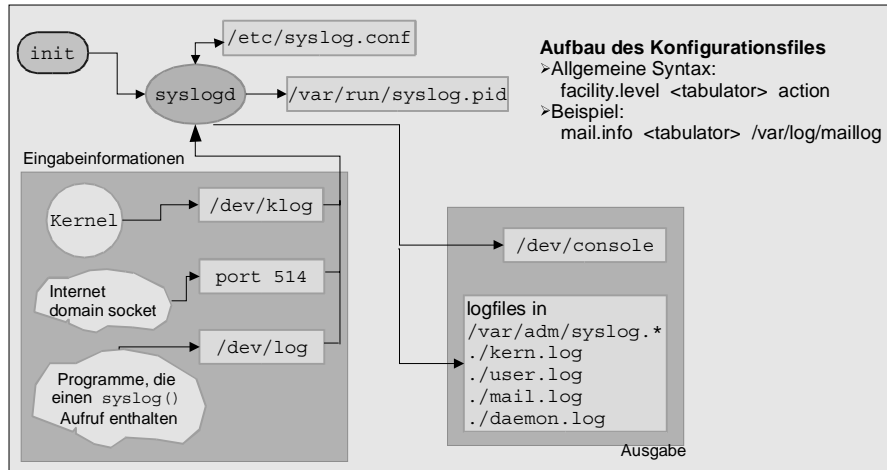 init
/etc/syslog.conf
syslogd
/var/run/syslog.pid
Aufbau des Konfigurationsfiles
➢Allgemeine Syntax:
facility.level <tabulator> action
➢Beispiel:
mail.info <tabulator> /var/log/maillog
Eingabeinformationen
Kernel
/dev/klog
Internet
domain socket
port 514
/dev/log
Programme, die
einen syslog()
Aufruf enthalten
/dev/console
logfiles in
/var/adm/syslog.*
./kern.log
./user.log
./mail.log
./daemon.log
Ausgabe